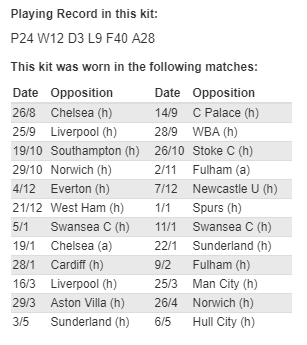 Playing Record in this kit:
P24 W12 D3 L9 F40 A28
This kit was worn in the following matches:
Date Opposition Date Opposition
26/8 Chelsea (h) 14/9 C Palace (h)
25/9 Liverpool (h) 28/9 WBA (h)
19/10 Southampton (h) 26/10 Stoke C (h)
29/10 Norwich (h) 2/11 Fulham (a)
4/12 Everton (h) 7/12 Newcastle U (h)
21/12 West Ham (h) 1/1 Spurs (h)
5/1 Swansea C (h) 11/1 Swansea C (h)
19/1 Chelsea (a) 22/1 Sunderland (h)
28/1 Cardiff (h) 9/2 Fulham (h)
16/3 Liverpool (h) 25/3 Man City (h)
29/3 Aston Villa (h) 26/4 Norwich (h)
3/5 Sunderland (h) 6/5 Hull City (h)